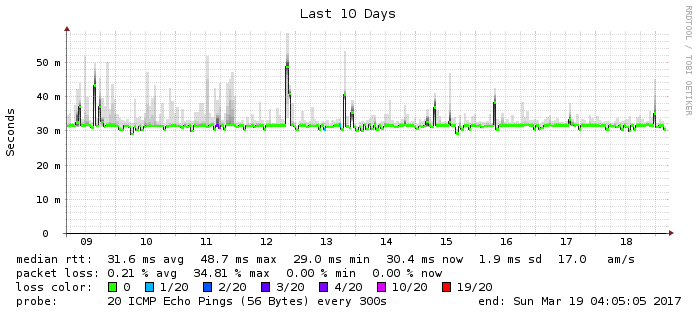 Last 10 Days
RRDTOOL / TOBI OETIKER
Seconds
50 m
40 m
30 m
20 m
10 m
0
09 10 11 12 13 14 15 16 17 18
median rtt: 31.6 ms avg 48.7 ms max 29.0 ms min 30.4 ms now 1.9 ms sd 17.0 am/s
packet loss: 0.21 % avg 34.81 % max 0.00 % min 0.00 % now
loss color: 0 1/20 2/20 3/20 4/20 10/20 19/20
probe: 20 ICMP Echo Pings (56 Bytes) every 300s end: Sun Mar 19 04:05:05 2017